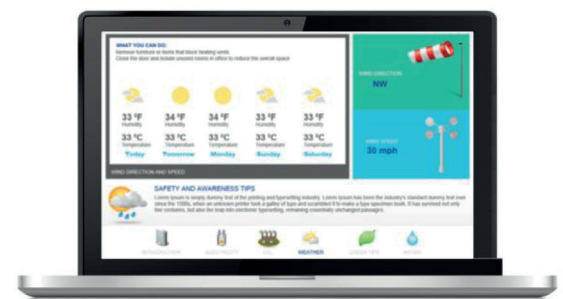 WHAT YOU CAN DO:
Remove furniture or items that block heating vents.
Close the door and isolate unused rooms in office to reduce the overall space
33 °F
Humidity
33 °C
Temperature
Today
34 °F
Humidity
33 °C
Temperature
Tomorrow
34 °F
Humidity
33 °C
Temperature
Monday
33 °F
Humidity
33 °C
Temperature
Sunday
33 °F
Humidity
33 °C
Temperature
Saturday
WIND DIRECTION
NW
WIND SPEED
30 mph
WIND DIRECTION AND SPEED
SAFETY AND AWARENESS TIPS
Lorem Ipsum is simply dummy text of the printing and typesetting industry. Lorem Ipsum has been the industry's standard dummy text ever
since the 1500s, when an unknown printer took a galley of type and scrambled it to make a type specimen book. It has survived not only
five centuries, but also the leap into electronic typesetting, remaining essentially unchanged passages.
ELECTRICITY
OIL
WEATHER
GREEN TIPS
WATER